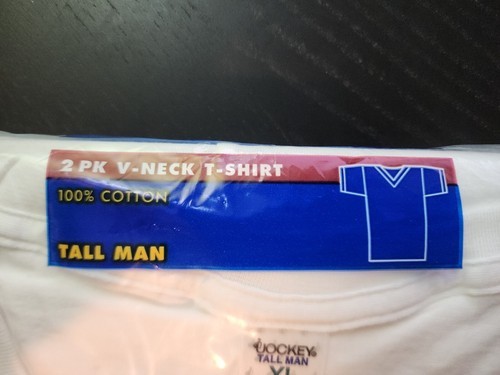 2 PK V-NECK T-SHIRT
100% COTTON
TALL MAN
JOCKEY®
TALL MAN
XL